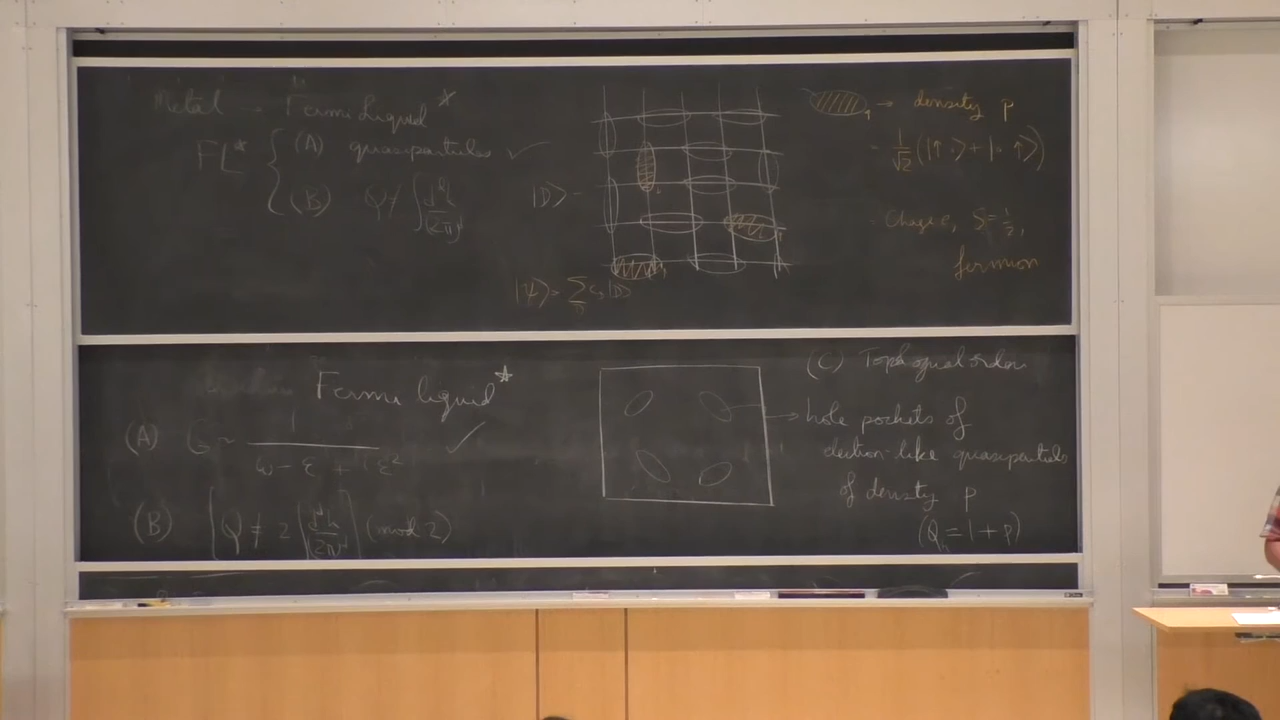 Metal → Fermi Liquid*
FL* { (A) quasiparticles ✓
(B) Q ≠ ∫ d²k/(2π)²
|D> =
|Ψ> = Σ_D c_D |D>
→ density p
= 1/√2 (|↑ ∘> + |∘ ↑>)
Charge e, S=1/2,
fermion
Fermi liquid*
(A) G ~ 1/(ω - ε + i ε²) ✓
(B) [Q ≠ 2 ∫ d²k/(2π)²] (mod 2)
(C) Topological order
→ hole pockets of
electron-like quasiparticles
of density p
(Q_h = 1 + p)